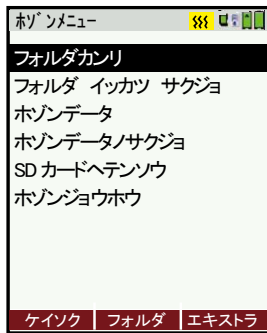 ﾎｿﾞﾝﾒﾆｭｰ
フォルダカンリ
フォルダ イッカツ サクジョ
ホゾンデータ
ホゾンデータノサクジョ
SDカードヘテンソウ
ホゾンジョウホウ
ケイソク フォルダ エキストラ